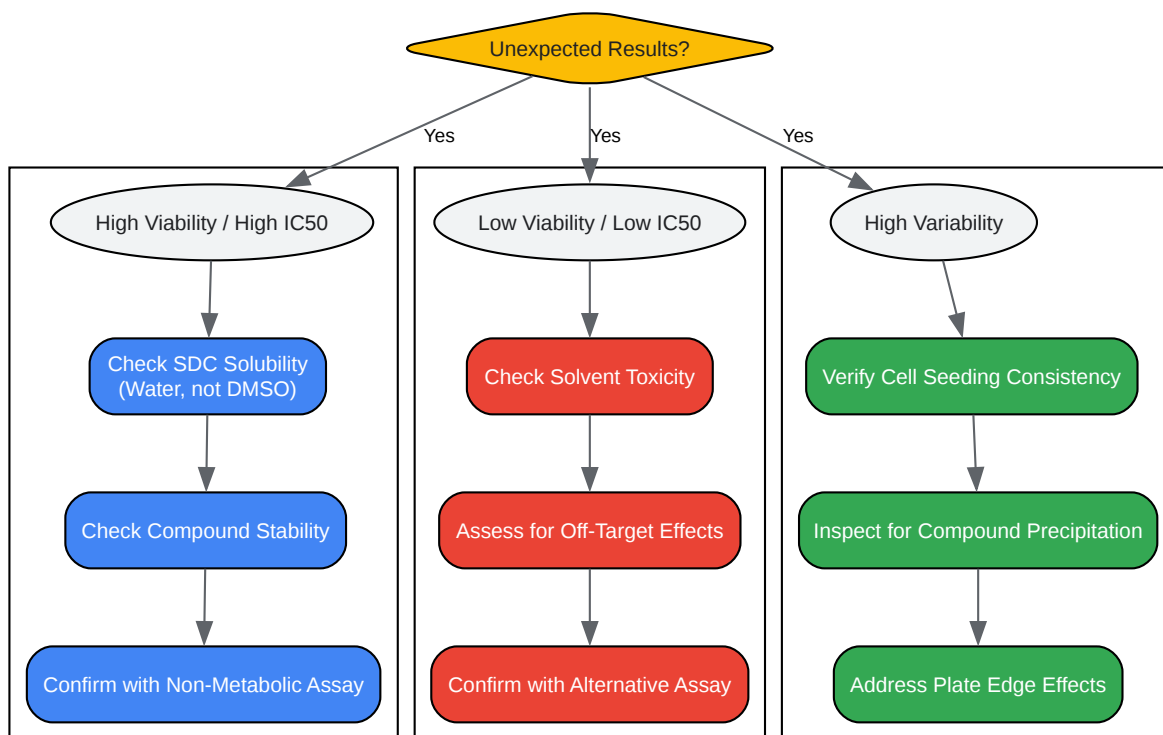 Unexpected Results?
Yes
Yes
Yes
High Viability / High IC50
Low Viability / Low IC50
High Variability
Check SDC Solubility
(Water, not DMSO)
Check Solvent Toxicity
Verify Cell Seeding Consistency
Check Compound Stability
Assess for Off-Target Effects
Inspect for Compound Precipitation
Confirm with Non-Metabolic Assay
Confirm with Alternative Assay
Address Plate Edge Effects